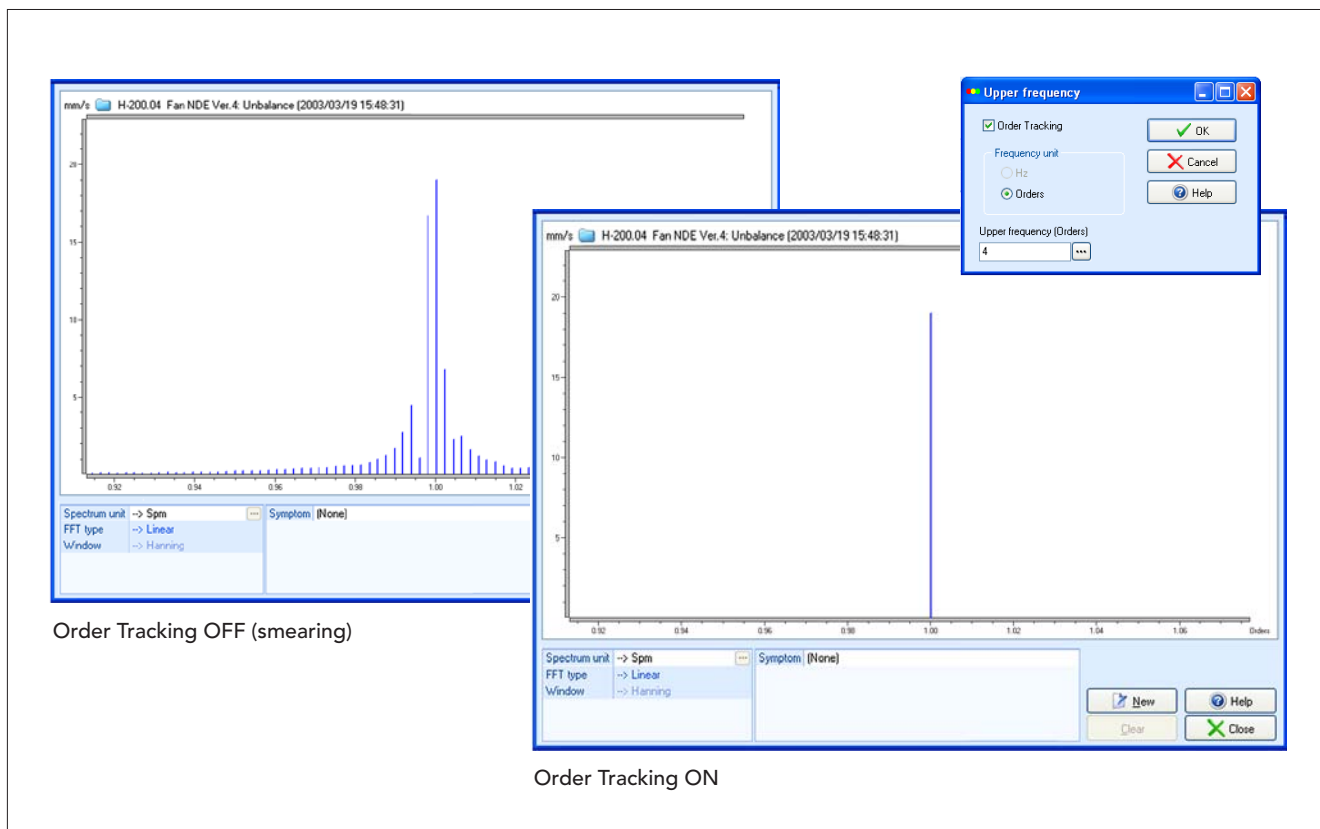 mm/s H-200.04 Fan NDE Ver.4: Unbalance (2003/03/19 15:48:31)
20
15
10
5
0.92 0.94 0.96 0.98 1.00 1.02
Spectrum unit --> Spm ...
FFT type --> Linear
Window --> Hanning
Symptom (None)
Order Tracking OFF (smearing)
Upper frequency
Order Tracking
OK
Frequency unit
Hz
Cancel
Orders
Help
Upper frequency (Orders)
4 ...
mm/s H-200.04 Fan NDE Ver.4: Unbalance (2003/03/19 15:48:31)
20
15
10
5
0.92 0.94 0.96 0.98 1.00 1.02 1.04 1.06 Orders
Spectrum unit --> Spm ...
FFT type --> Linear
Window --> Hanning
Symptom (None)
New Help
Clear Close
Order Tracking ON